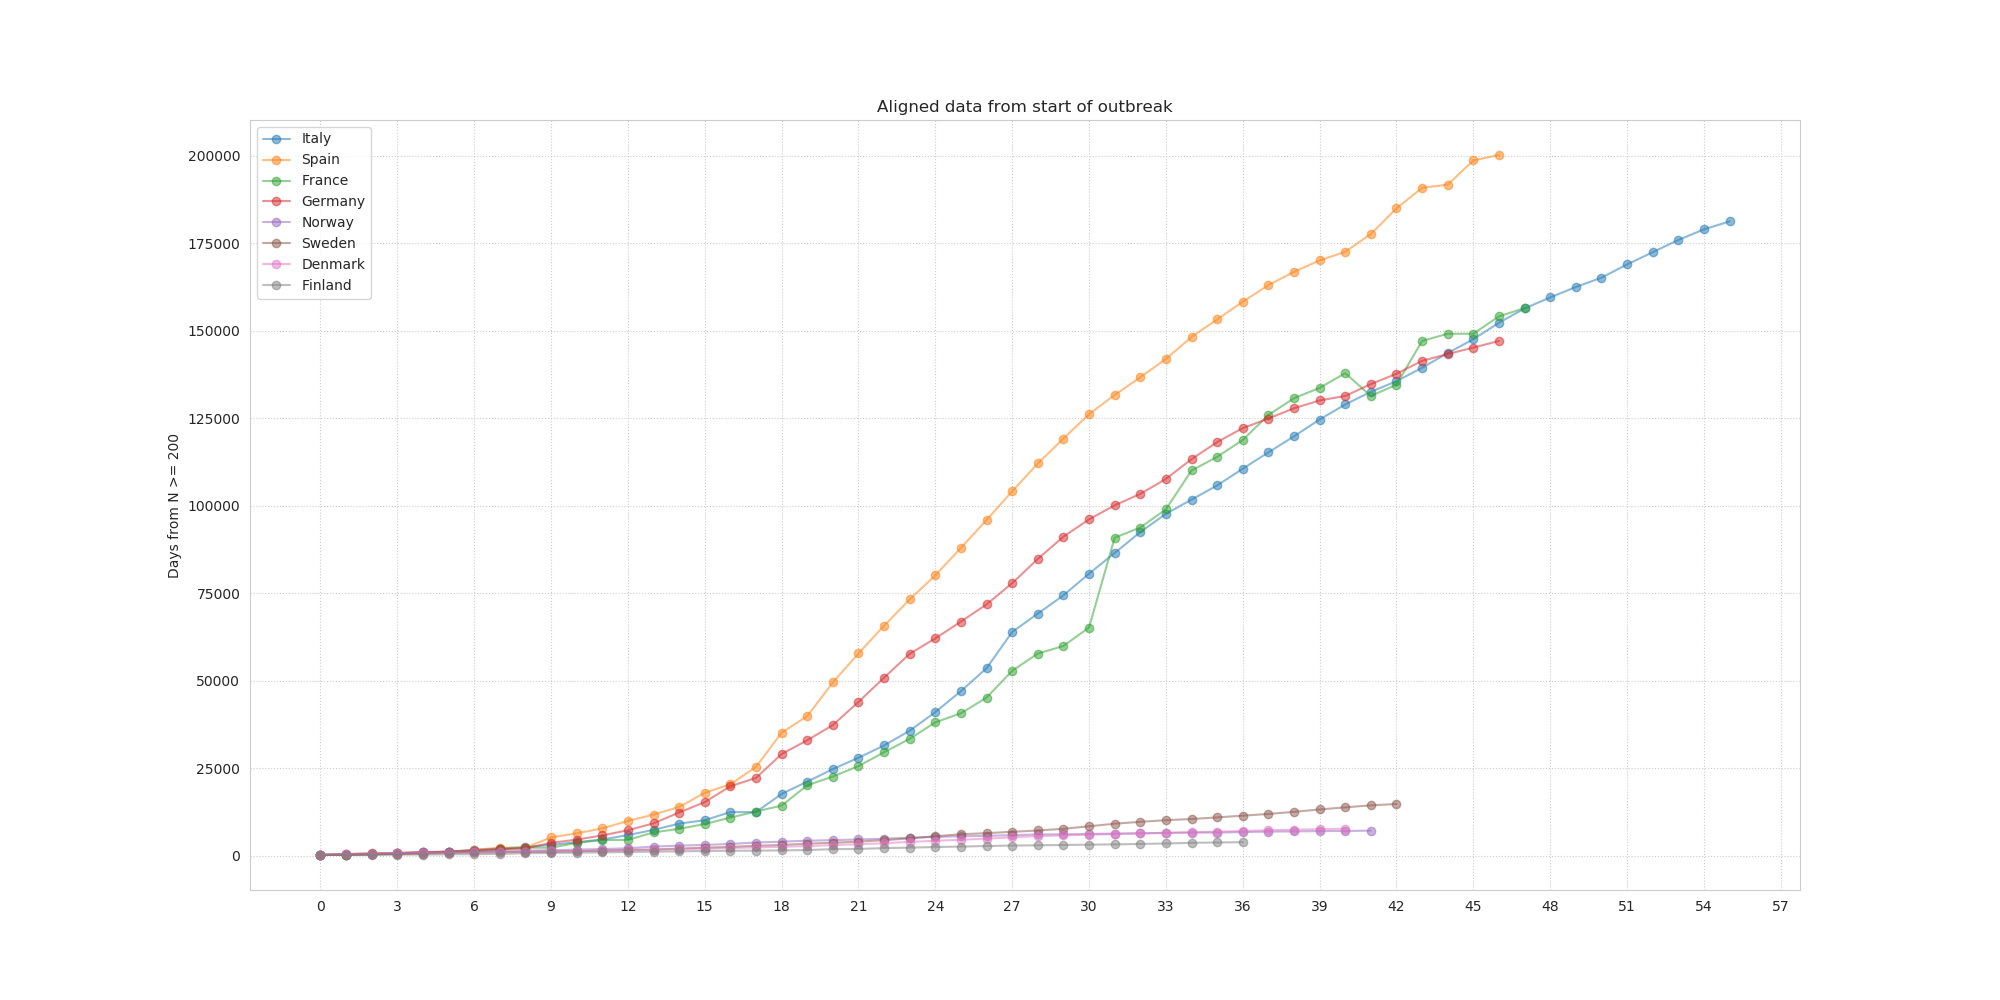 Aligned data from start of outbreak
Italy
Spain
France
Germany
Norway
Sweden
Denmark
Finland
Days from N >= 200
200000
175000
150000
125000
100000
75000
50000
25000
0
0 3 6 9 12 15 18 21 24 27 30 33 36 39 42 45 48 51 54 57